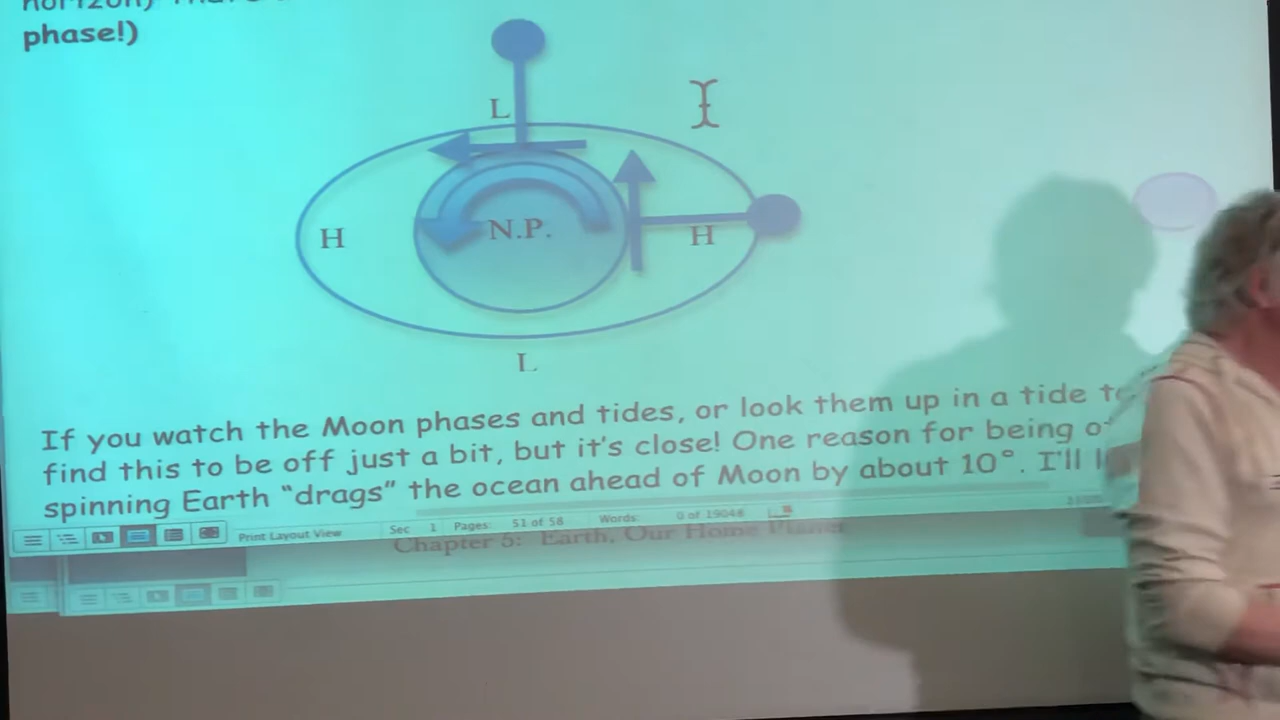 phase!)
L
N.P.
H
H
L
If you watch the Moon phases and tides, or look them up in a tide
find this to be off just a bit, but it's close! One reason for being
spinning Earth "drags" the ocean ahead of Moon by about 10°. I'll
Print Layout View Sec 1 Pages: 51 of 58 Words: 0 of 19048
Chapter 5: Earth, Our Home Planet